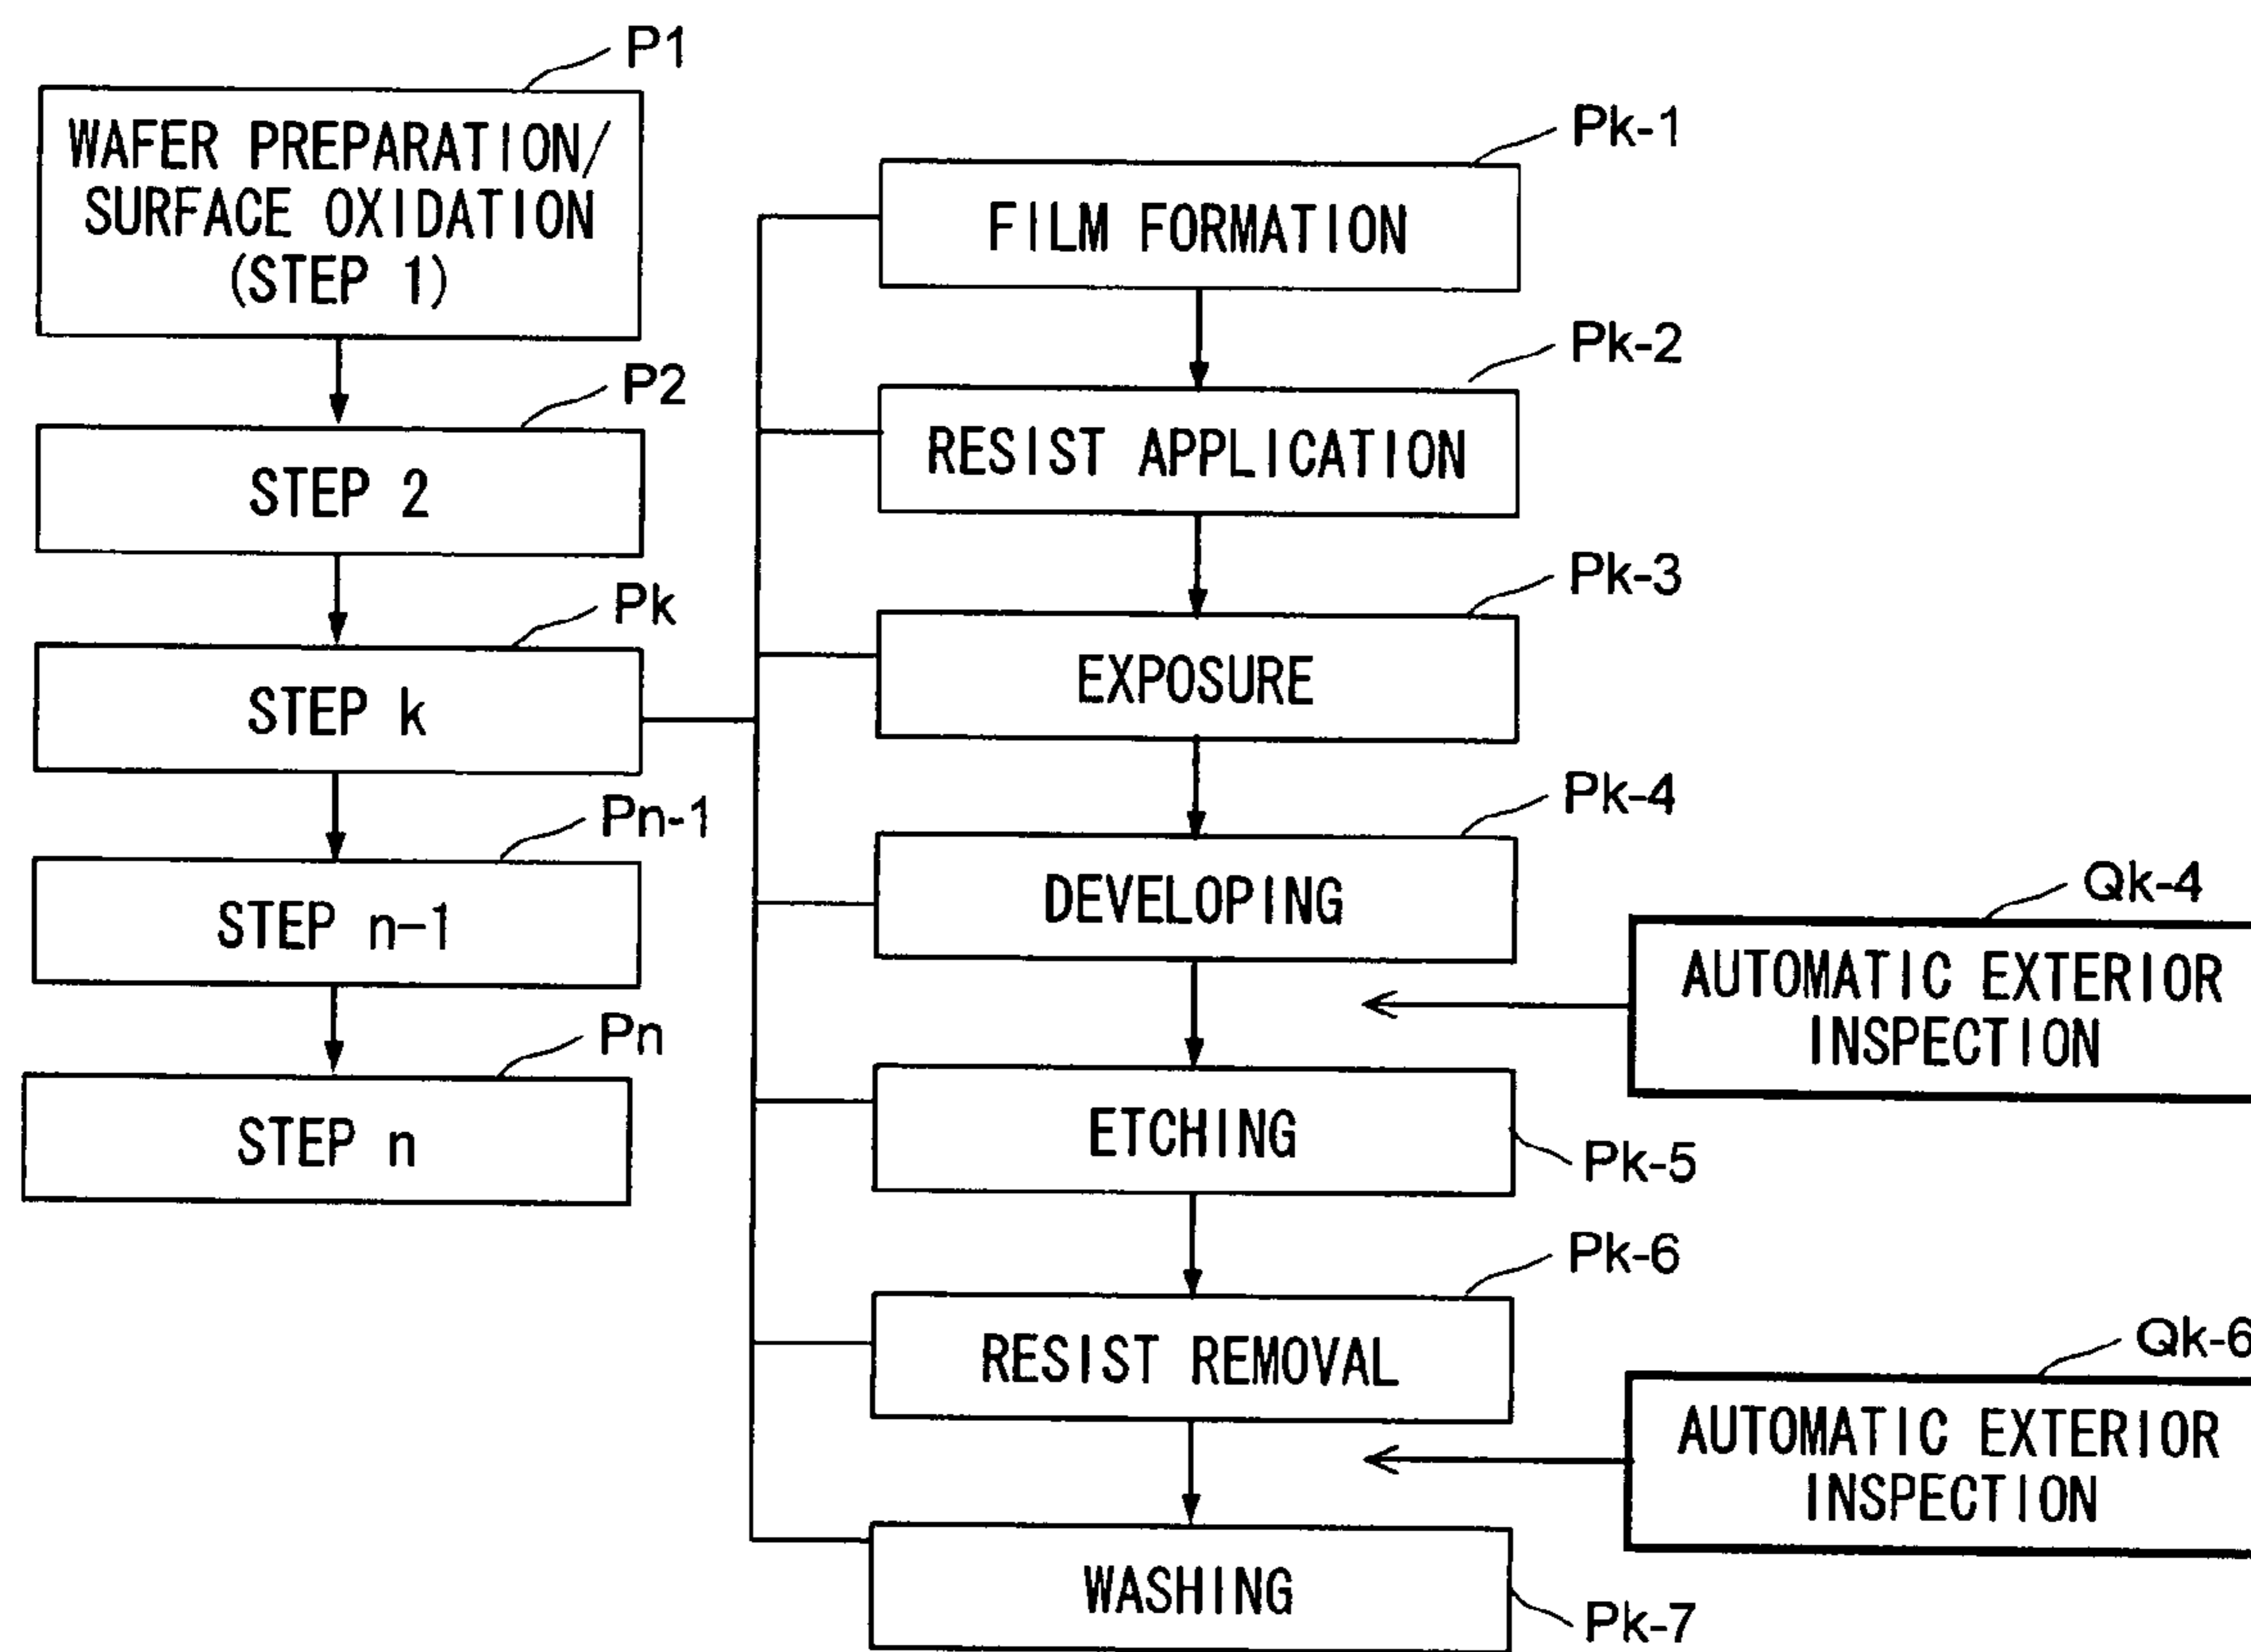 P1
WAFER PREPARATION/
SURFACE OXIDATION
(STEP 1)
P2
STEP 2
Pk
STEP k
Pn-1
STEP n-1
Pn
STEP n
Pk-1
FILM FORMATION
Pk-2
RESIST APPLICATION
Pk-3
EXPOSURE
Pk-4
DEVELOPING
Qk-4
AUTOMATIC EXTERIOR
INSPECTION
ETCHING
Pk-5
Pk-6
RESIST REMOVAL
Qk-6
AUTOMATIC EXTERIOR
INSPECTION
WASHING
Pk-7